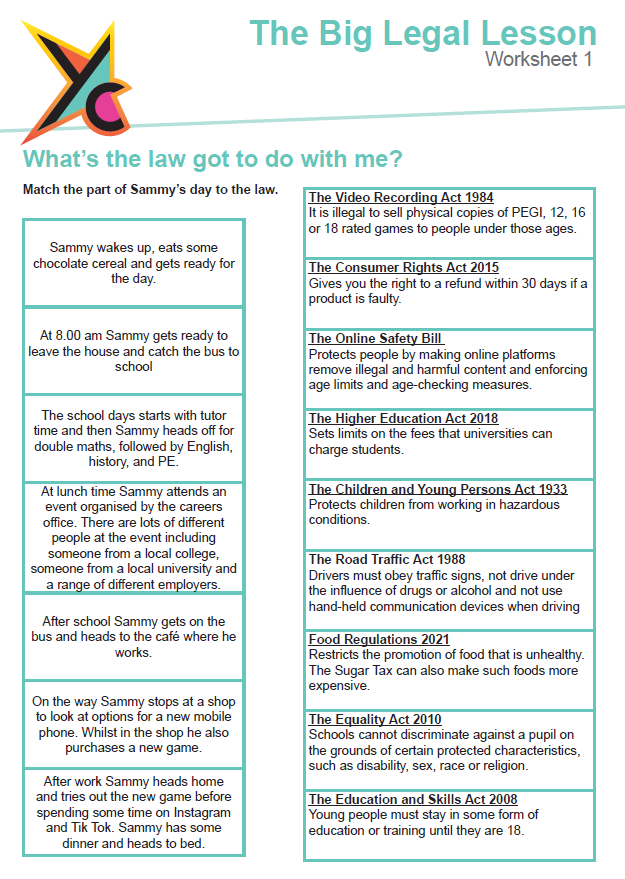 The Big Legal Lesson
Worksheet 1
What's the law got to do with me?
Match the part of Sammy's day to the law.
Sammy wakes up, eats some
chocolate cereal and gets ready for
the day.
At 8.00 am Sammy gets ready to
leave the house and catch the bus to
school
The school days starts with tutor
time and then Sammy heads off for
double maths, followed by English,
history, and PE.
At lunch time Sammy attends an
event organised by the careers
office. There are lots of different
people at the event including
someone from a local college,
someone from a local university and
a range of different employers.
After school Sammy gets on the
bus and heads to the café where he
works.
On the way Sammy stops at a shop
to look at options for a new mobile
phone. Whilst in the shop he also
purchases a new game.
After work Sammy heads home
and tries out the new game before
spending some time on Instagram
and Tik Tok. Sammy has some
dinner and heads to bed.
The Video Recording Act 1984
It is illegal to sell physical copies of PEGI, 12, 16
or 18 rated games to people under those ages.
The Consumer Rights Act 2015
Gives you the right to a refund within 30 days if a
product is faulty.
The Online Safety Bill
Protects people by making online platforms
remove illegal and harmful content and enforcing
age limits and age-checking measures.
The Higher Education Act 2018
Sets limits on the fees that universities can
charge students.
The Children and Young Persons Act 1933
Protects children from working in hazardous
conditions.
The Road Traffic Act 1988
Drivers must obey traffic signs, not drive under
the influence of drugs or alcohol and not use
hand-held communication devices when driving
Food Regulations 2021
Restricts the promotion of food that is unhealthy.
The Sugar Tax can also make such foods more
expensive.
The Equality Act 2010
Schools cannot discriminate against a pupil on
the grounds of certain protected characteristics,
such as disability, sex, race or religion.
The Education and Skills Act 2008
Young people must stay in some form of
education or training until they are 18.